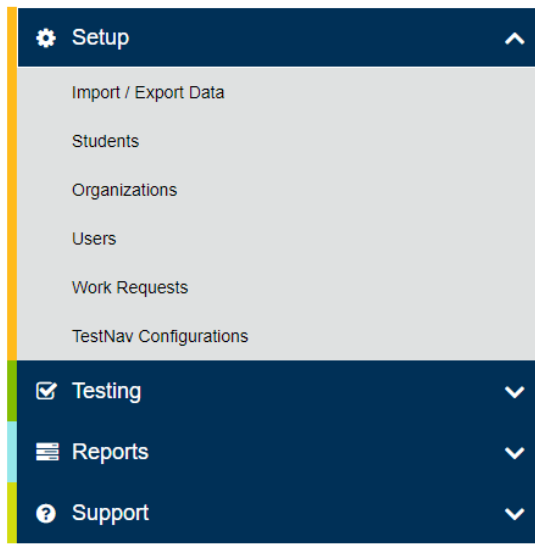 Setup
Import / Export Data
Students
Organizations
Users
Work Requests
TestNav Configurations
Testing
Reports
Support